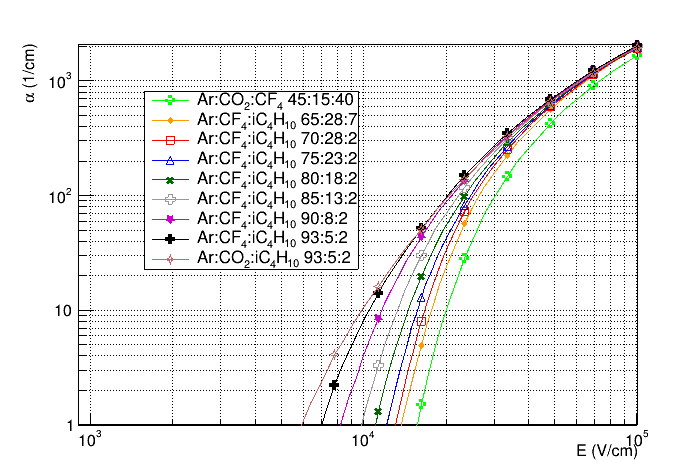 α (1/cm)
10³
10²
10
1
Ar:CO₂:CF₄ 45:15:40
Ar:CF₄:iC₄H₁₀ 65:28:7
Ar:CF₄:iC₄H₁₀ 70:28:2
Ar:CF₄:iC₄H₁₀ 75:23:2
Ar:CF₄:iC₄H₁₀ 80:18:2
Ar:CF₄:iC₄H₁₀ 85:13:2
Ar:CF₄:iC₄H₁₀ 90:8:2
Ar:CF₄:iC₄H₁₀ 93:5:2
Ar:CO₂:iC₄H₁₀ 93:5:2
10³ 10⁴ 10⁵
E (V/cm)